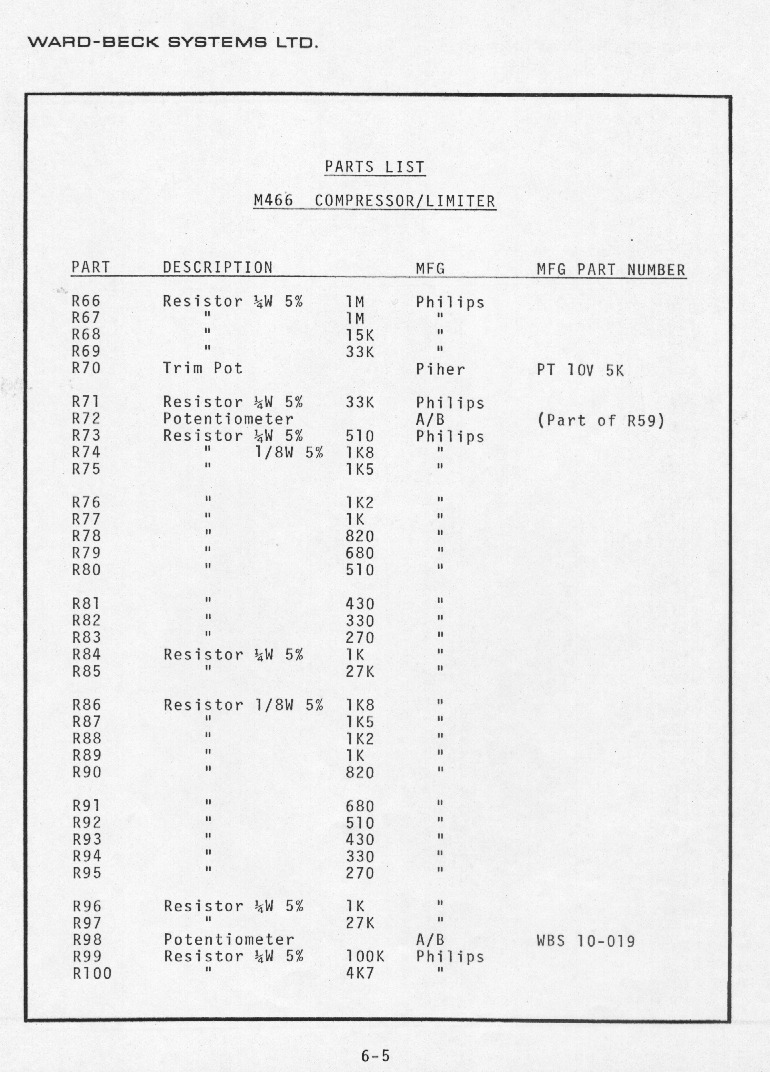 WARD-BECK SYSTEMS LTD.
PARTS LIST
M466 COMPRESSOR/LIMITER
PART DESCRIPTION MFG MFG PART NUMBER
R66 Resistor ¼W 5% 1M Philips
R67 " 1M "
R68 " 15K "
R69 " 33K "
R70 Trim Pot Piher PT 10V 5K
R71 Resistor ¼W 5% 33K Philips
R72 Potentiometer A/B (Part of R59)
R73 Resistor ¼W 5% 510 Philips
R74 " 1/8W 5% 1K8 "
R75 " 1K5 "
R76 " 1K2 "
R77 " 1K "
R78 " 820 "
R79 " 680 "
R80 " 510 "
R81 " 430 "
R82 " 330 "
R83 " 270 "
R84 Resistor ¼W 5% 1K "
R85 " 27K "
R86 Resistor 1/8W 5% 1K8 "
R87 " 1K5 "
R88 " 1K2 "
R89 " 1K "
R90 " 820 "
R91 " 680 "
R92 " 510 "
R93 " 430 "
R94 " 330 "
R95 " 270 "
R96 Resistor ¼W 5% 1K "
R97 " 27K "
R98 Potentiometer A/B WBS 10-019
R99 Resistor ¼W 5% 100K Philips
R100 " 4K7 "
6-5